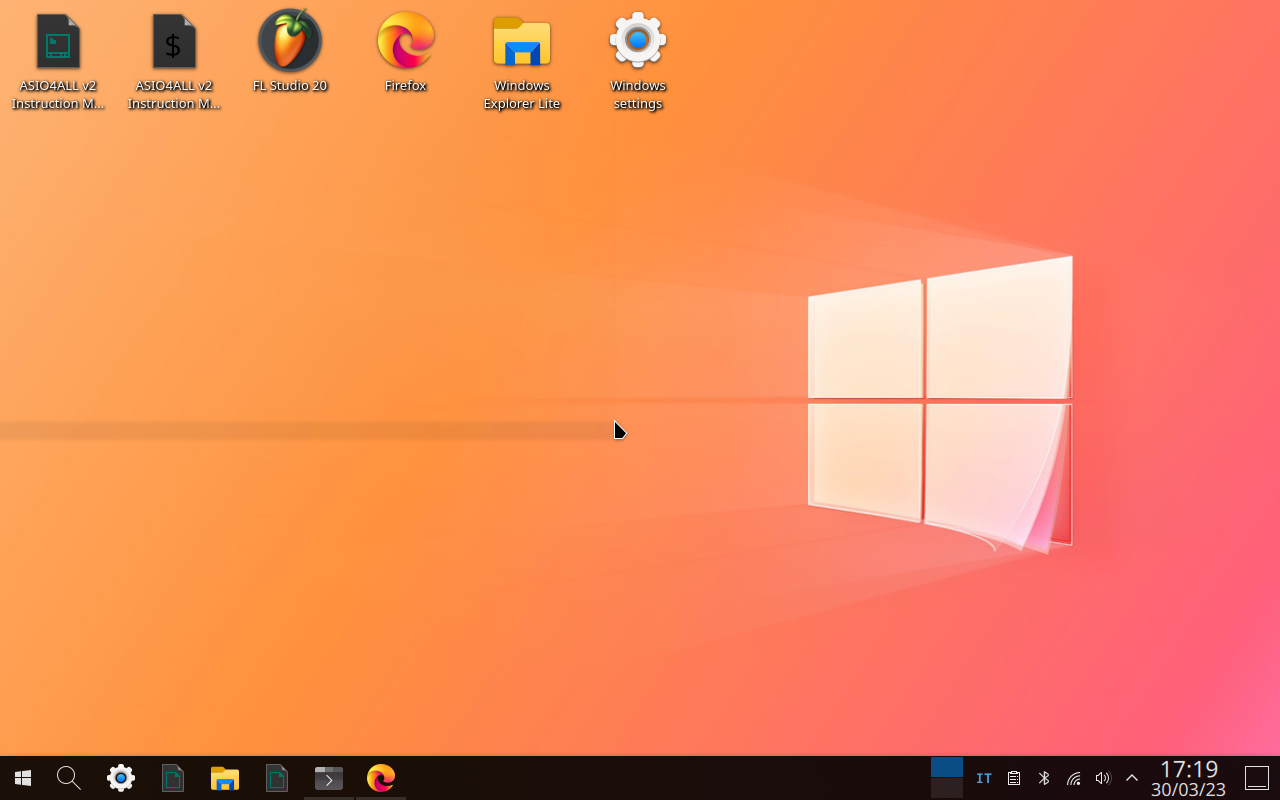 ASIO4ALL v2
Instruction M...
$
ASIO4ALL v2
Instruction M...
FL Studio 20
Firefox
Windows
Explorer Lite
Windows
settings
IT
17:19
30/03/23